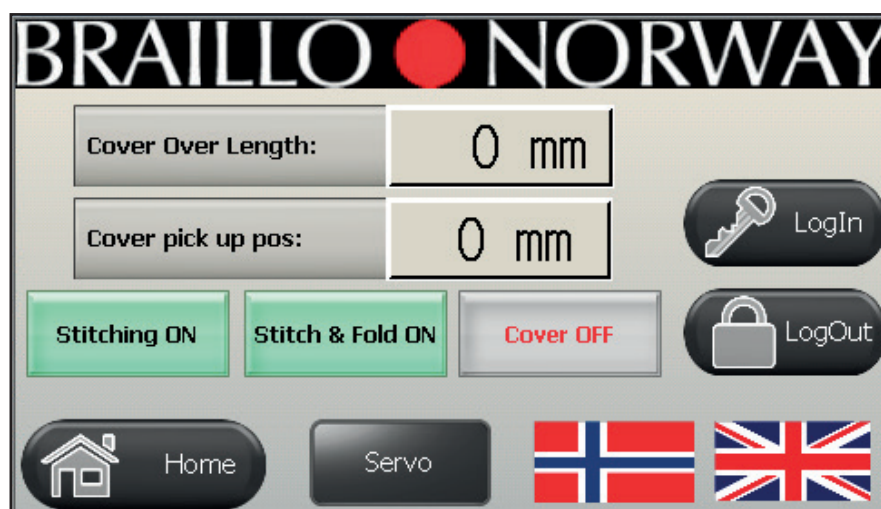 BRAILLO NORWAY
Cover Over Length: 0 mm
Cover pick up pos: 0 mm
LogIn
Stitching ON Stitch & Fold ON Cover OFF
LogOut
Home Servo